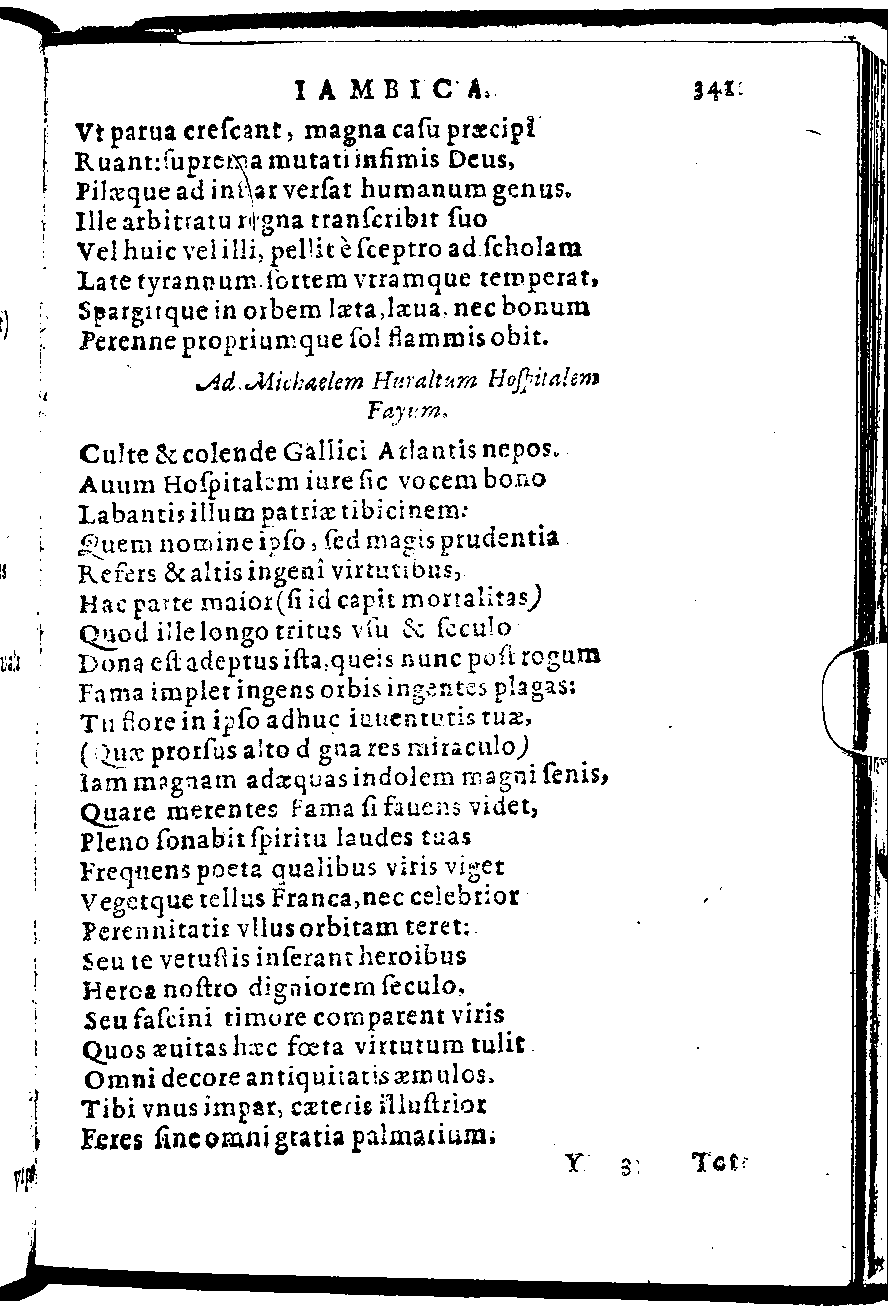 IAMBICA. 341
Vt parua creſcant, magna caſu præcipi
Ruant: ſuprema mutat infimis Deus,
Pilæque ad inſtar verſat humanum genus.
Ille arbitratu regna tranſcribit ſuo
Vel huic vel illi, pellit è ſceptro ad ſcholam
Late tyrannum. ſortem vtramque temperat,
Spargitque in orbem læta, læua. nec bonum
Perenne propriumque ſol flammis obit.
Ad Michaelem Huraltum Hoſpitalem
Fayum.
Culte & colende Gallici Atlantis nepos.
Auum Hoſpitalem iure ſic vocem bono
Labantis illum patriæ tibicinem:
Quem nomine ipſo, ſed magis prudentia
Refers & altis ingenî virtutibus,
Hac parte maior (ſi id capit mortalitas)
Quod ille longo tritus vſu & ſeculo
Dona eſt adeptus iſta, queis nunc poſt rogum
Fama implet ingens orbis ingentes plagas:
Tu flore in ipſo adhuc iuuentutis tuæ,
(Quæ prorſus alto digna res miraculo)
Iam magnam adæquas indolem magni ſenis,
Quare merentes Fama ſi fauens videt,
Pleno ſonabit ſpiritu laudes tuas
Frequens poeta qualibus viris viget
Vegetque tellus Franca, nec celebrior
Perennitatis vllus orbitam teret:
Seu te vetuſtis inſerant heroibus
Heroa noſtro digniorem ſeculo.
Seu faſcini timore comparent viris
Quos æuitas hæc fœta virtutum tulit
Omni decore antiquitatis æmulos.
Tibi vnus impar, cæteris illuſtrior
Feres ſine omni gratia palmarium.
Y 3 Tot